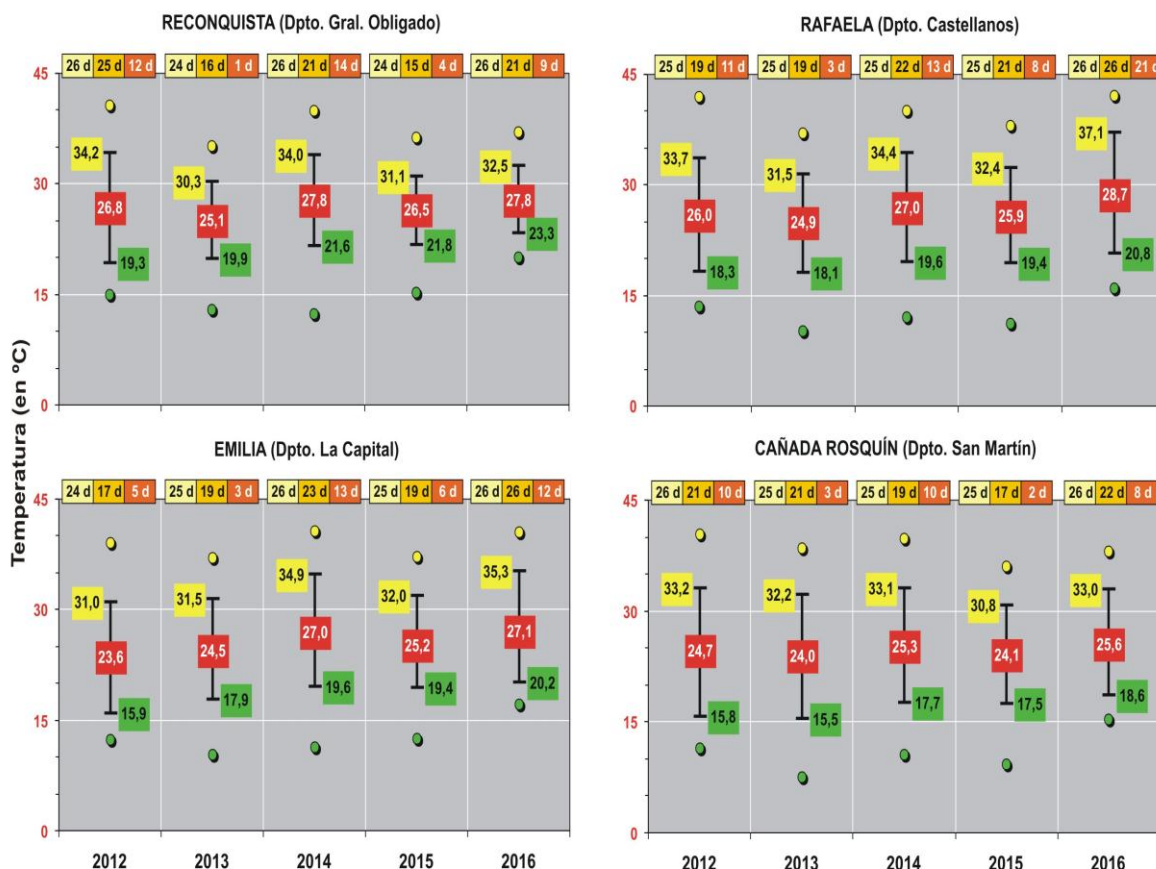 RECONQUISTA (Dpto. Gral. Obligado)
26 d 25 d 12 d 24 d 16 d 1 d 26 d 21 d 14 d 24 d 15 d 4 d 26 d 21 d 9 d
45
34,2 30,3 34,0 31,1 32,5
30
26,8 25,1 27,8 26,5 27,8
19,3 19,9 21,6 21,8 23,3
15
0
RAFAELA (Dpto. Castellanos)
25 d 19 d 11 d 25 d 19 d 3 d 25 d 22 d 13 d 25 d 21 d 8 d 26 d 26 d 21 d
45
33,7 31,5 34,4 32,4 37,1
30
26,0 24,9 27,0 25,9 28,7
18,3 18,1 19,6 19,4 20,8
15
0
Temperatura (en ºC)
EMILIA (Dpto. La Capital)
24 d 17 d 5 d 25 d 19 d 3 d 26 d 23 d 13 d 25 d 19 d 6 d 26 d 26 d 12 d
45
31,0 31,5 34,9 32,0 35,3
30
23,6 24,5 27,0 25,2 27,1
15,9 17,9 19,6 19,4 20,2
15
0
2012 2013 2014 2015 2016
CAÑADA ROSQUÍN (Dpto. San Martín)
26 d 21 d 10 d 25 d 21 d 3 d 25 d 19 d 10 d 25 d 17 d 2 d 26 d 22 d 8 d
45
33,2 32,2 33,1 30,8 33,0
30
24,7 24,0 25,3 24,1 25,6
15,8 15,5 17,7 17,5 18,6
15
0
2012 2013 2014 2015 2016